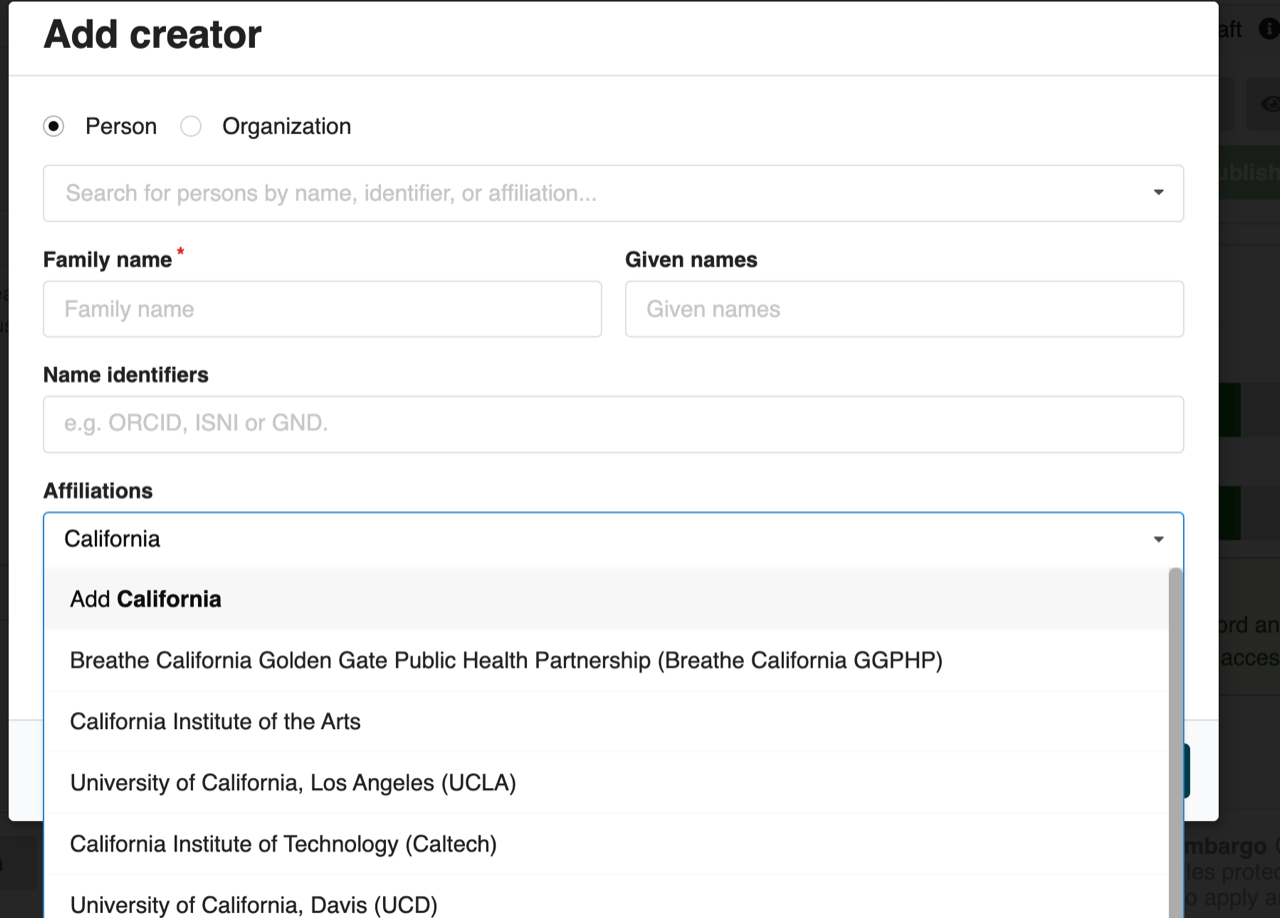 Add creator
Person Organization
Search for persons by name, identifier, or affiliation...
Family name *
Given names
Family name
Given names
Name identifiers
e.g. ORCID, ISNI or GND.
Affiliations
California
Add California
Breathe California Golden Gate Public Health Partnership (Breathe California GGPHP)
California Institute of the Arts
University of California, Los Angeles (UCLA)
California Institute of Technology (Caltech)
University of California, Davis (UCD)